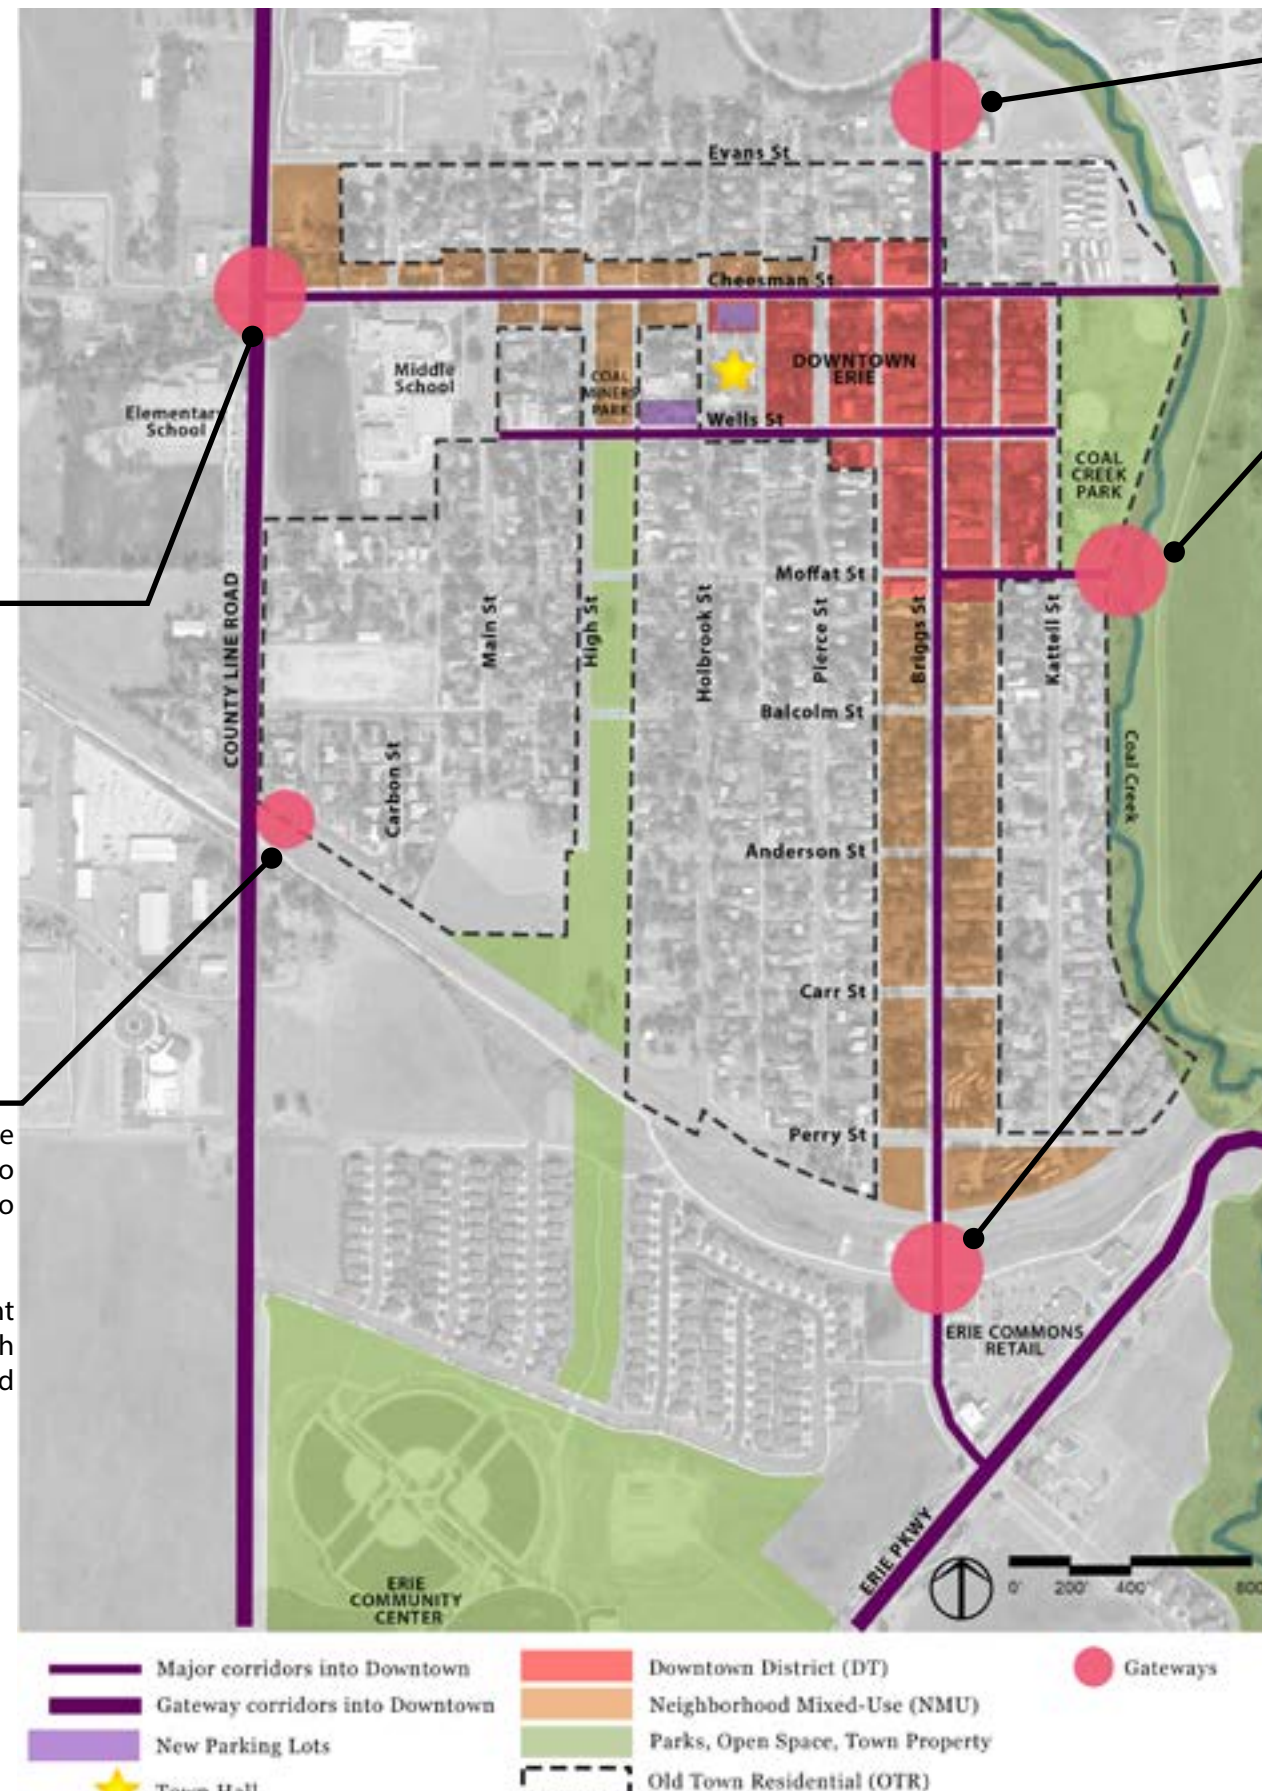 Evans St
Cheesman St
Middle
School
COAL
MINERS
PARK
DOWNTOWN
ERIE
Elementary
School
Wells St
COAL
CREEK
PARK
Moffat St
COUNTY LINE ROAD
Main St
High St
Holbrook St
Pierce St
Briggs St
Kattell St
Balcolm St
Carbon St
Coal Creek
Anderson St
Carr St
Perry St
e
o
o
nt
h
d
ERIE COMMONS
RETAIL
ERIE PKWY
ERIE
COMMUNITY
CENTER
0' 200' 400' 800
Major corridors into Downtown
Gateway corridors into Downtown
New Parking Lots
Town Hall
Downtown District (DT)
Neighborhood Mixed-Use (NMU)
Parks, Open Space, Town Property
Old Town Residential (OTR)
Gateways